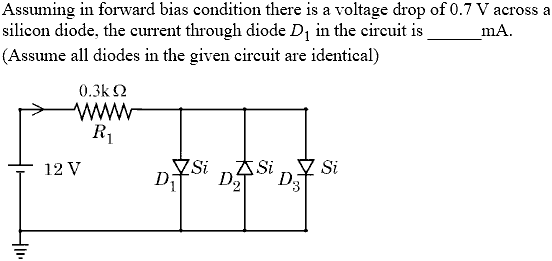 Assuming in forward bias condition there is a voltage drop of 0.7 V across a
silicon diode, the current through diode D₁ in the circuit is ______mA.
(Assume all diodes in the given circuit are identical)
0.3k Ω
R₁
12 V
D₁ Si D₂ Si D₃ Si